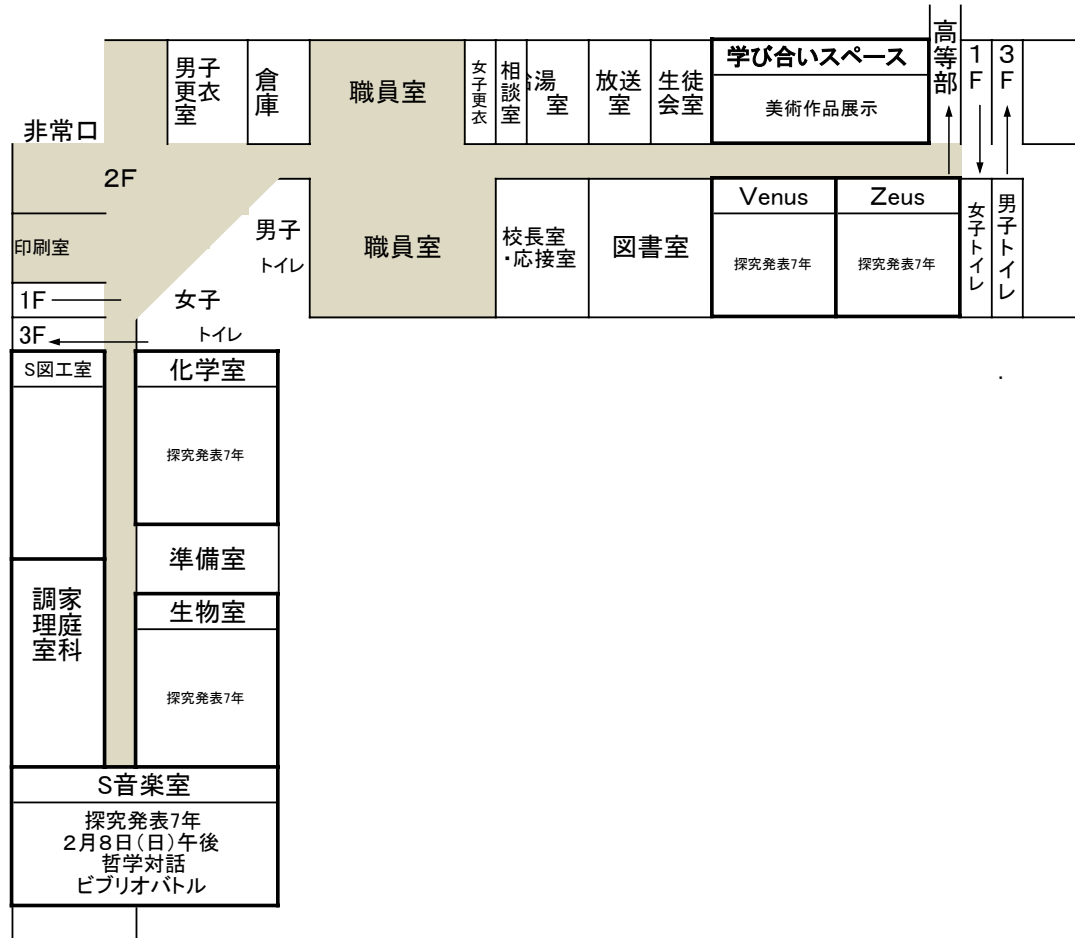 高等部
1F
3F
男子更衣室
倉庫
職員室
女子更衣
相談室
湯室
放送室
生徒会室
学び合いスペース
美術作品展示
非常口
2F
印刷室
男子
トイレ
職員室
校長室
・応接室
図書室
Venus
探究発表7年
Zeus
探究発表7年
女子トイレ
男子トイレ
1F
女子
トイレ
3F
S図工室
化学室
探究発表7年
準備室
家庭科
調理室
生物室
探究発表7年
S音楽室
探究発表7年
2月8日(日)午後
哲学対話
ビブリオバトル